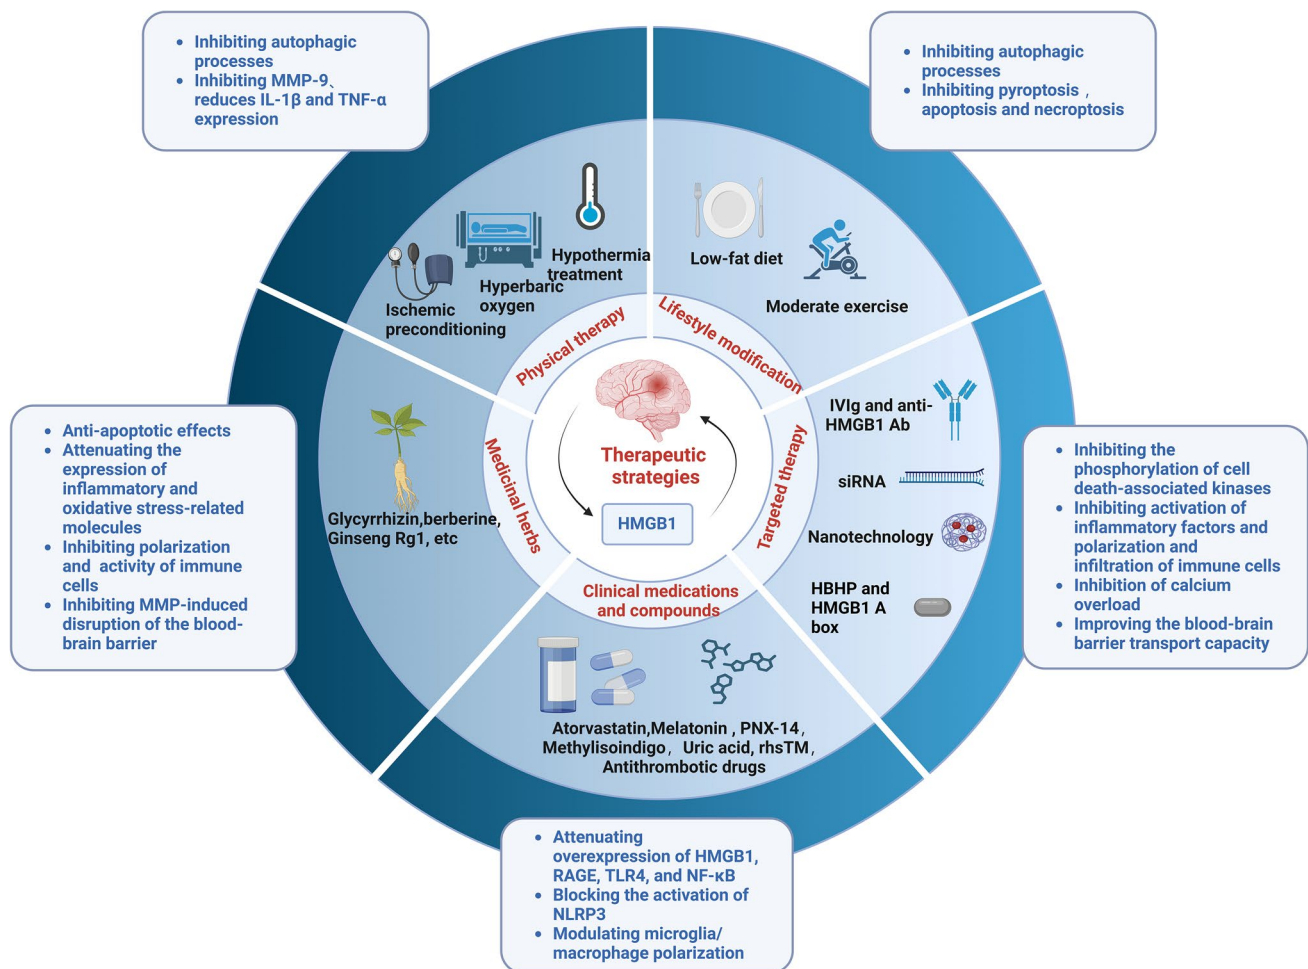 Inhibiting autophagic
processes
Inhibiting MMP-9、
reduces IL-1β and TNF-α
expression
Inhibiting autophagic
processes
Inhibiting pyroptosis ,
apoptosis and necroptosis
Hypothermia
treatment
Hyperbaric
oxygen
Ischemic
preconditioning
Low-fat diet
Moderate exercise
Physical therapy
Lifestyle modification
IVIg and anti-
HMGB1 Ab
siRNA
Nanotechnology
HBHP and
HMGB1 A
box
Targeted therapy
Therapeutic
strategies
HMGB1
Medicinal herbs
Glycyrrhizin,berberine,
Ginseng Rg1, etc
Anti-apoptotic effects
Attenuating the
expression of
inflammatory and
oxidative stress-related
molecules
Inhibiting polarization
and activity of immune
cells
Inhibiting MMP-induced
disruption of the blood-
brain barrier
Inhibiting the
phosphorylation of cell
death-associated kinases
Inhibiting activation of
inflammatory factors and
polarization and
infiltration of immune cells
Inhibition of calcium
overload
Improving the blood-brain
barrier transport capacity
Clinical medications
and compounds
Atorvastatin,Melatonin , PNX-14,
Methylisoindigo, Uric acid, rhsTM,
Antithrombotic drugs
Attenuating
overexpression of HMGB1,
RAGE, TLR4, and NF-κB
Blocking the activation of
NLRP3
Modulating microglia/
macrophage polarization